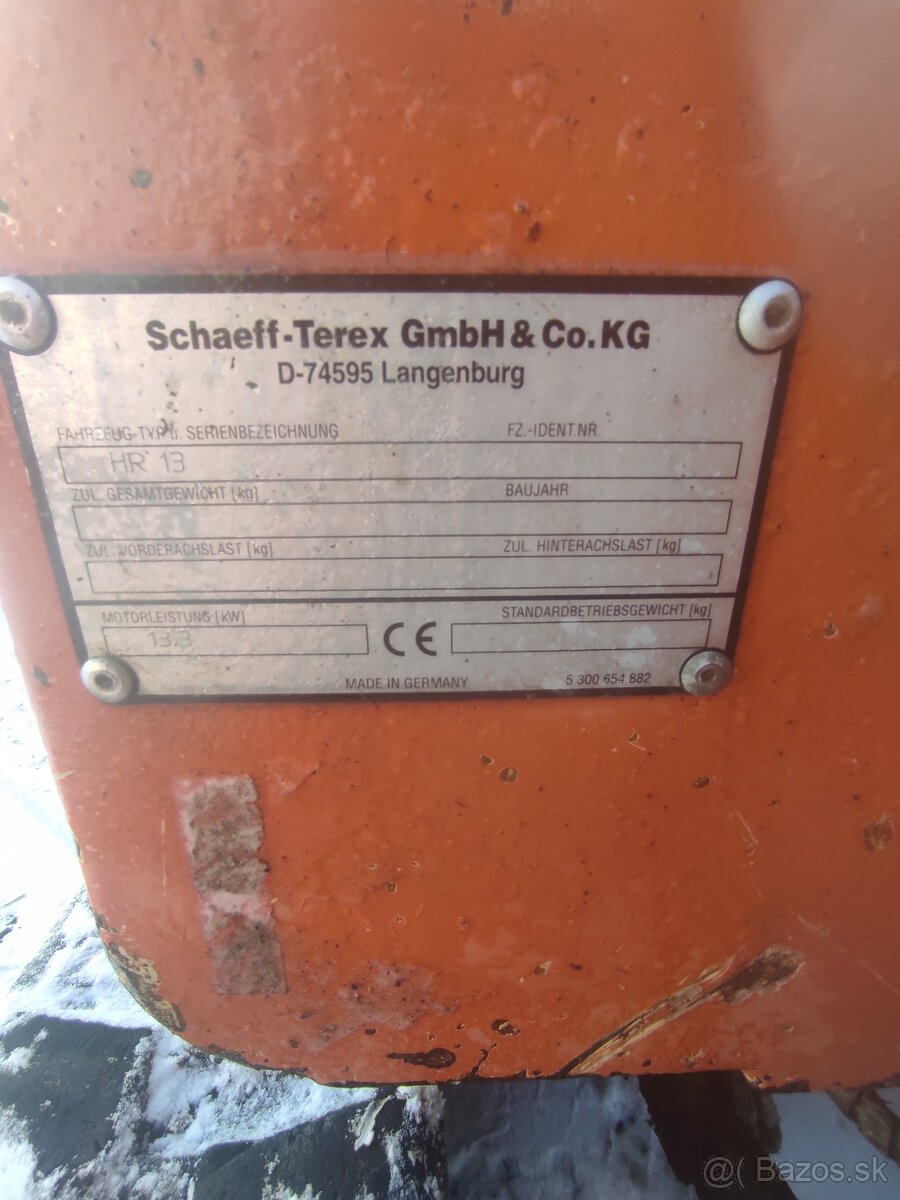 Schaeff-Terex GmbH & Co. KG
D-74595 Langenburg
FAHRZEUG-TYP u. SERIENBEZEICHNUNG FZ.-IDENT.NR.
HR 13
ZUL. GESAMTGEWICHT [kg] BAUJAHR
ZUL. VORDERACHSLAST [kg] ZUL. HINTERACHSLAST [kg]
MOTORLEISTUNG [kW] STANDARDBETRIEBSGEWICHT [kg]
13.3 CE
MADE IN GERMANY 5 300 654 882
@( Bazos.sk